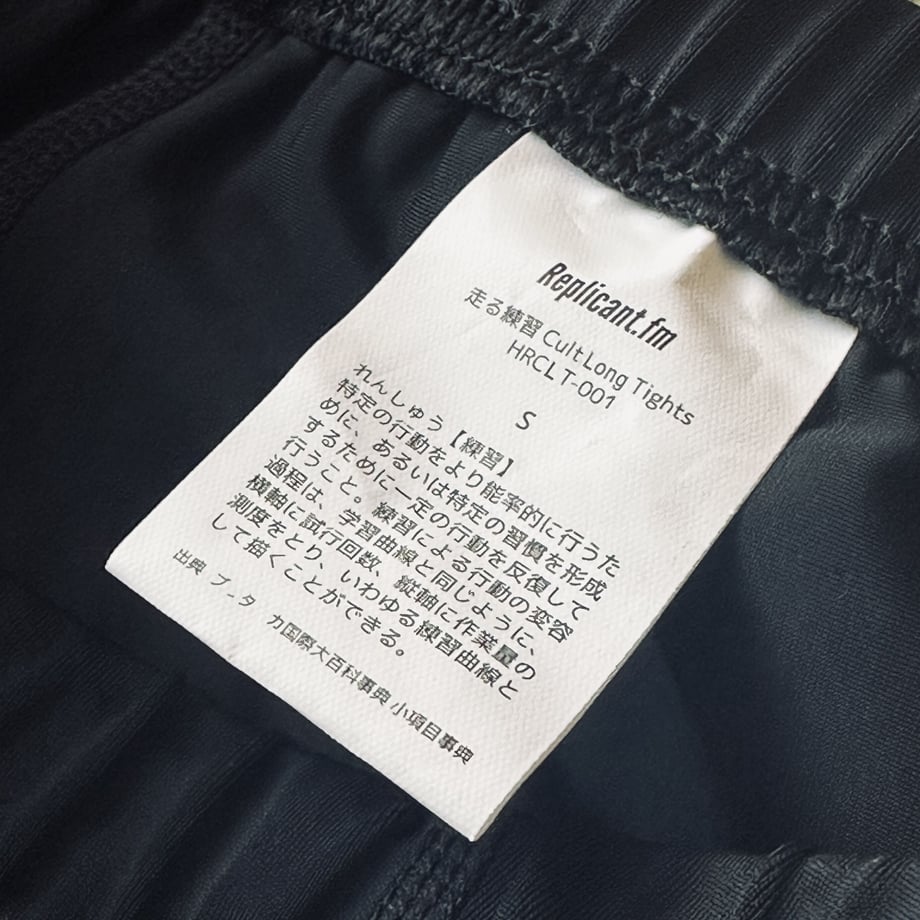 Replicant.fm
走る練習 Cult Long Tights
HRCLT-001
S
れんしゅう【練習】
特定の行動をより能率的に行うた
めに、あるいは特定の習慣を形成
するために一定の行動を反復して
行うこと。練習による行動の変容
過程は、学習曲線と同じように、
横軸に試行回数、縦軸に作業量の
測度をとり、いわゆる練習曲線と
して描くことができる。
出典 ブ_タ カ国際大百科事典 小項目事典